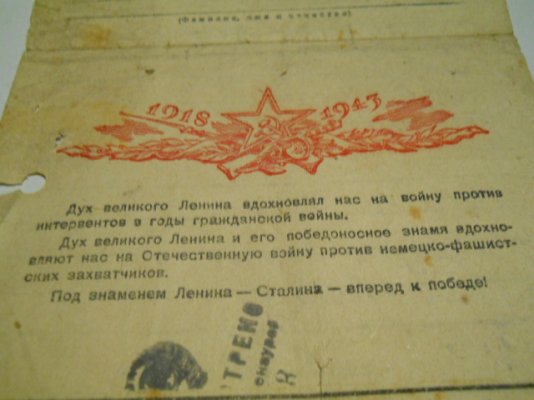 (Фамилия, имя и отчество)
1918 1943
Дух великого Ленина вдохновлял нас на войну против
интервентов в годы гражданской войны.
Дух великого Ленина и его победоносное знамя вдохно-
вляют нас на Отечественную войну против немецко-фашист-
ских захватчиков.
Под знаменем Ленина — Сталина — вперед к победе!
ТРЕНО
8